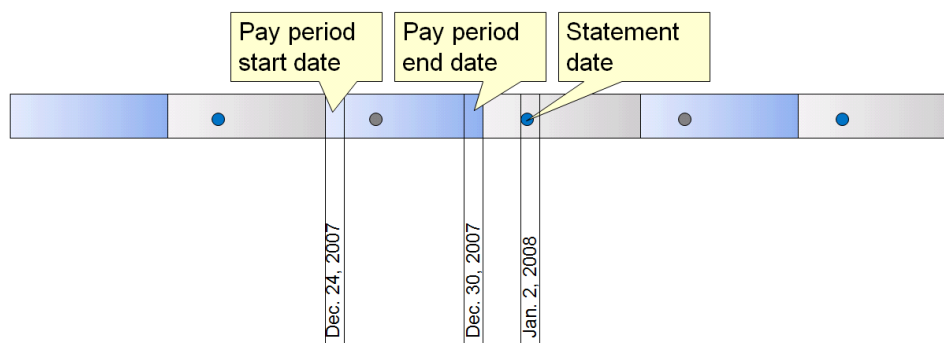 Pay period
start date
Pay period
end date
Statement
date
Dec. 24, 2007
Dec. 30, 2007
Jan. 2, 2008